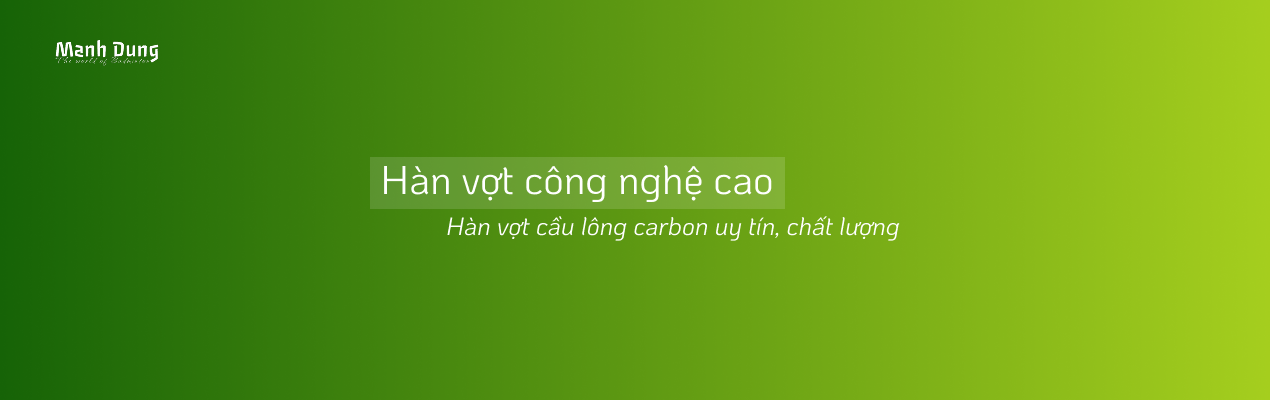 Manh Dung
The world of Badminton
Hàn vợt công nghệ cao
Hàn vợt cầu lông carbon uy tín, chất lượng